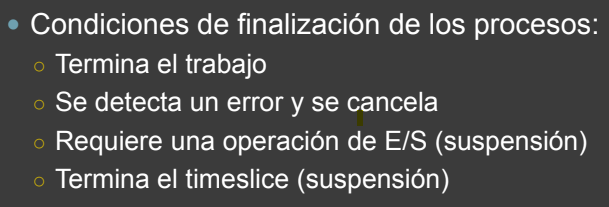 • Condiciones de finalización de los procesos:
○ Termina el trabajo
○ Se detecta un error y se cancela
○ Requiere una operación de E/S (suspensión)
○ Termina el timeslice (suspensión)